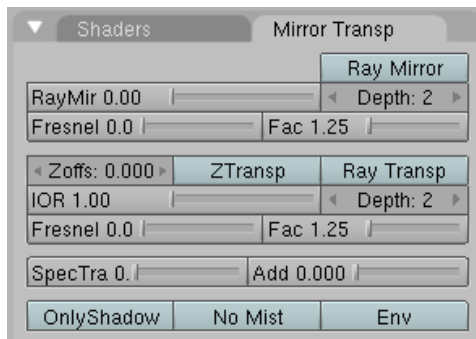 Shaders Mirror Transp
Ray Mirror
RayMir 0.00 Depth: 2
Fresnel 0.0 Fac 1.25
Zoffs: 0.000 ZTransp Ray Transp
IOR 1.00 Depth: 2
Fresnel 0.0 Fac 1.25
SpecTra 0. Add 0.000
OnlyShadow No Mist Env